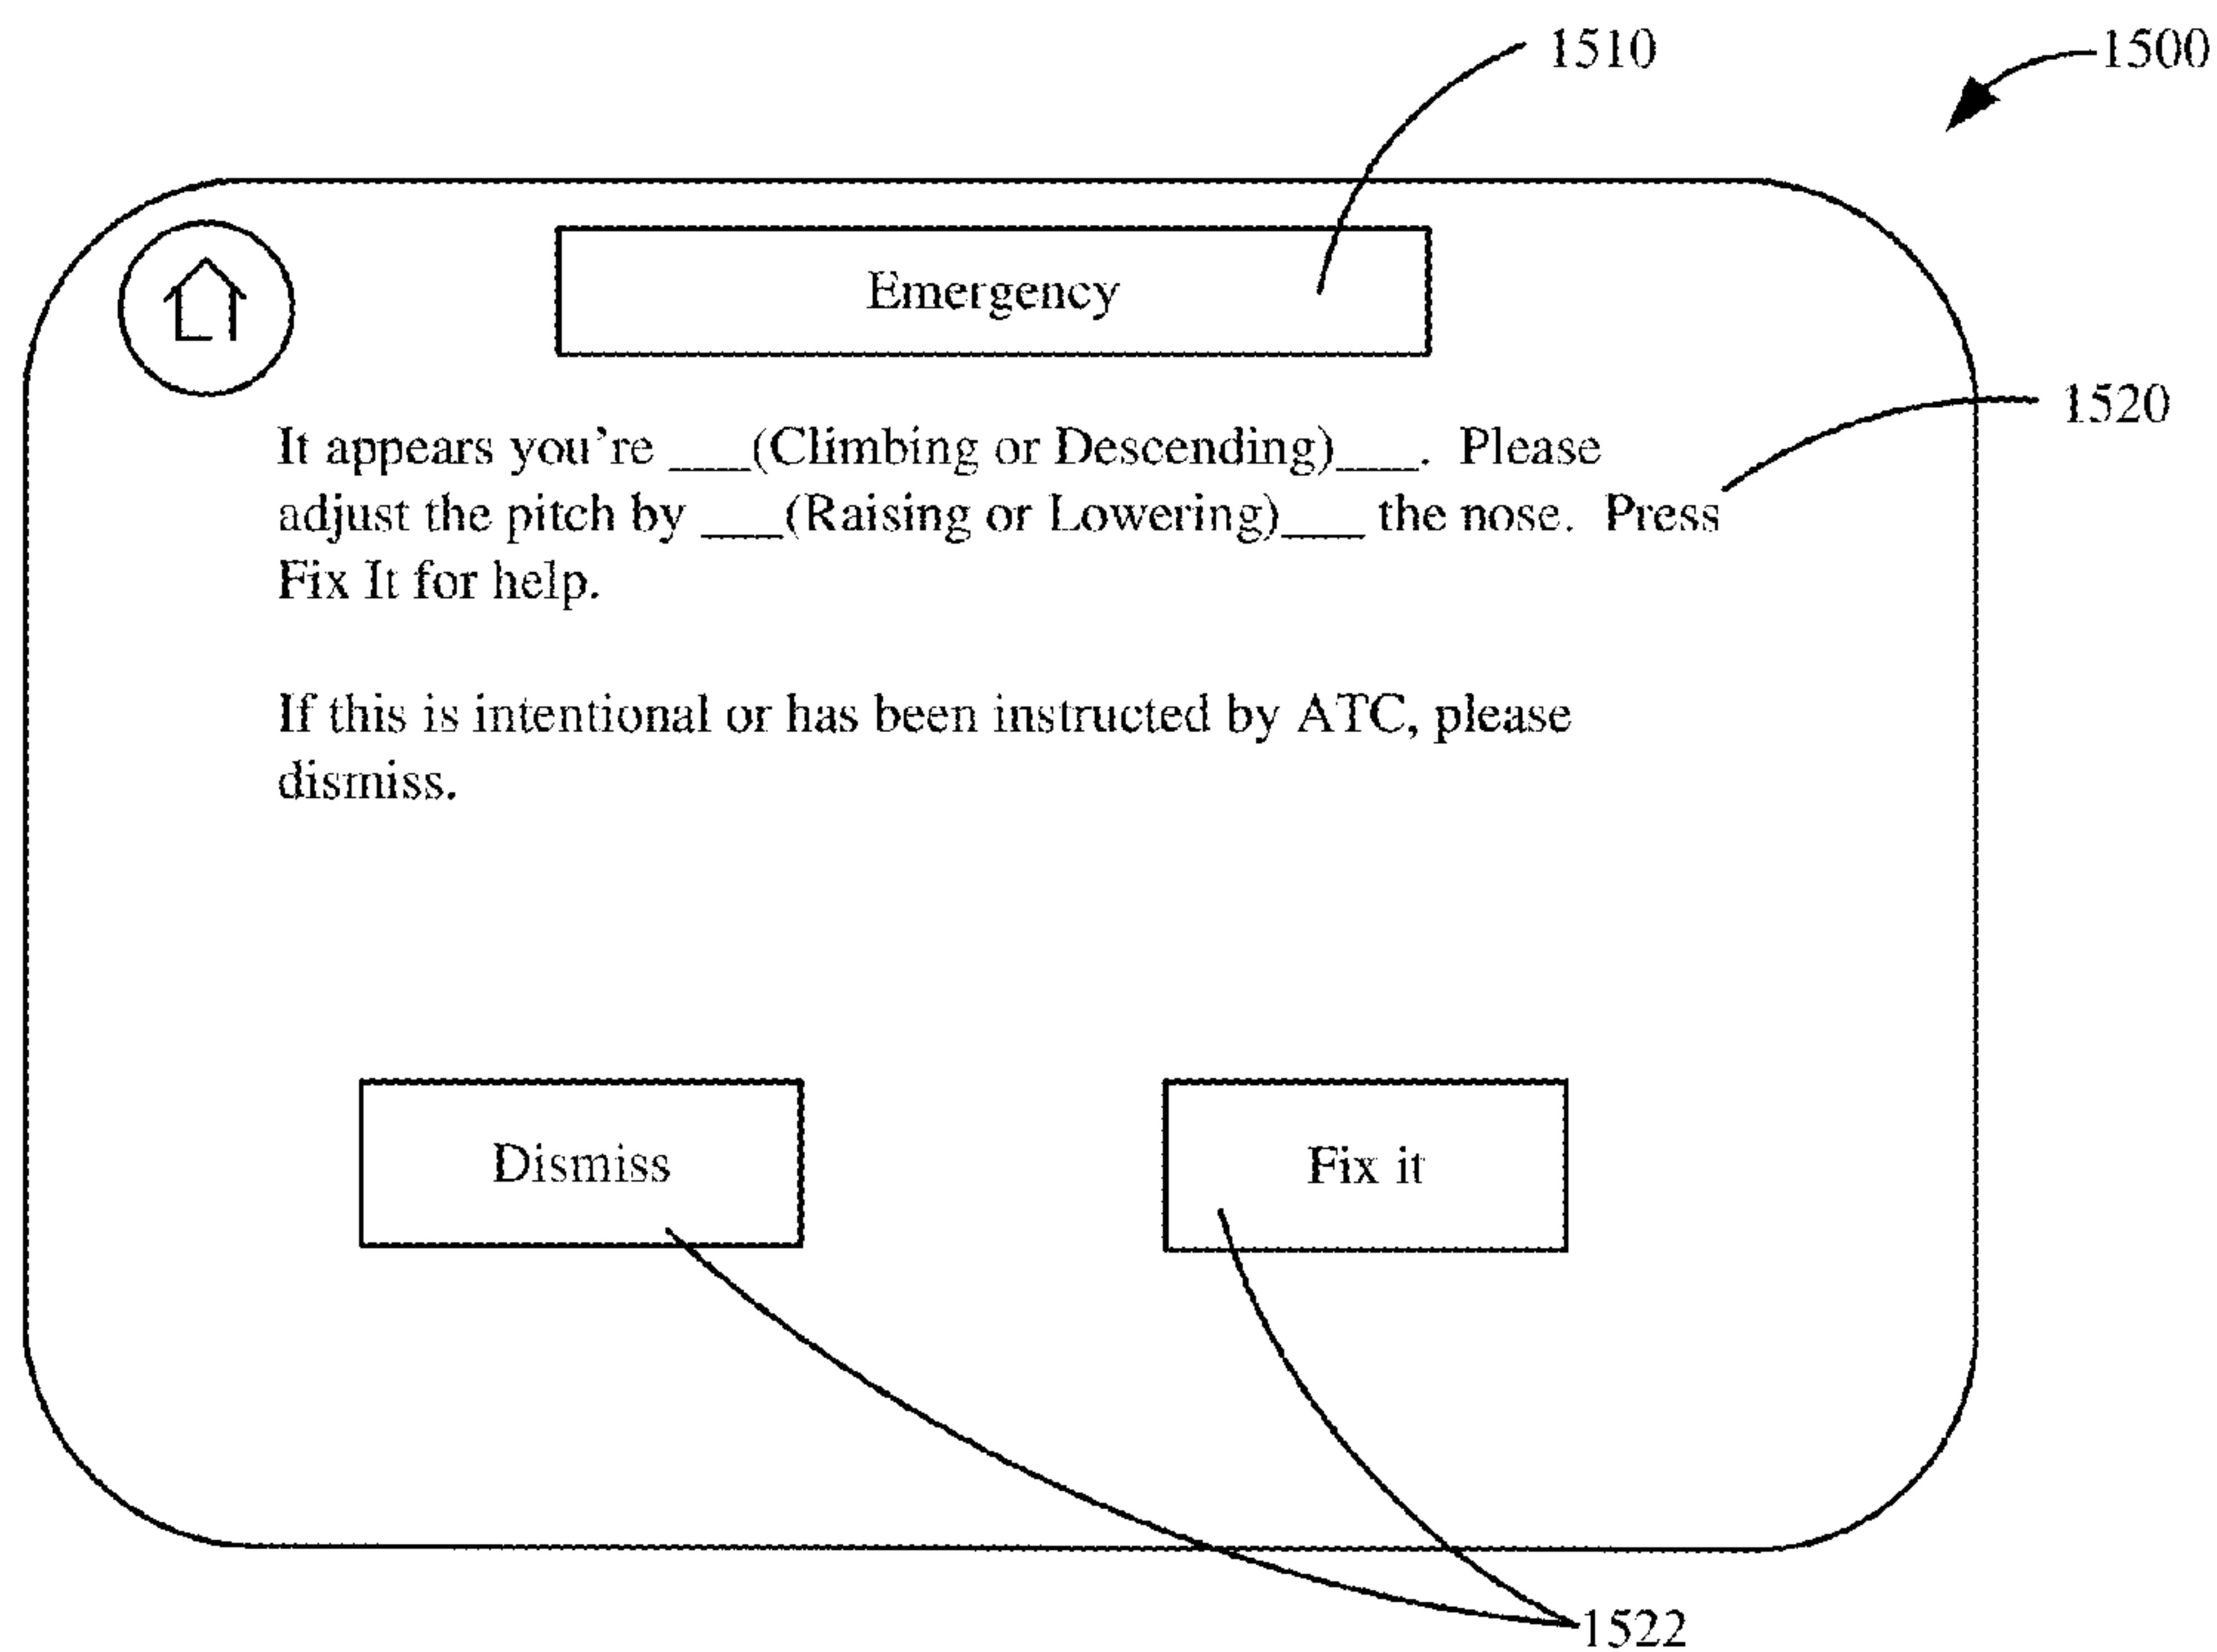 1510
1500
Emergency
1520
It appears you're ___(Climbing or Descending)___. Please
adjust the pitch by ___(Raising or Lowering)___ the nose. Press
Fix It for help.
If this is intentional or has been instructed by ATC, please
dismiss.
Dismiss
Fix it
1522